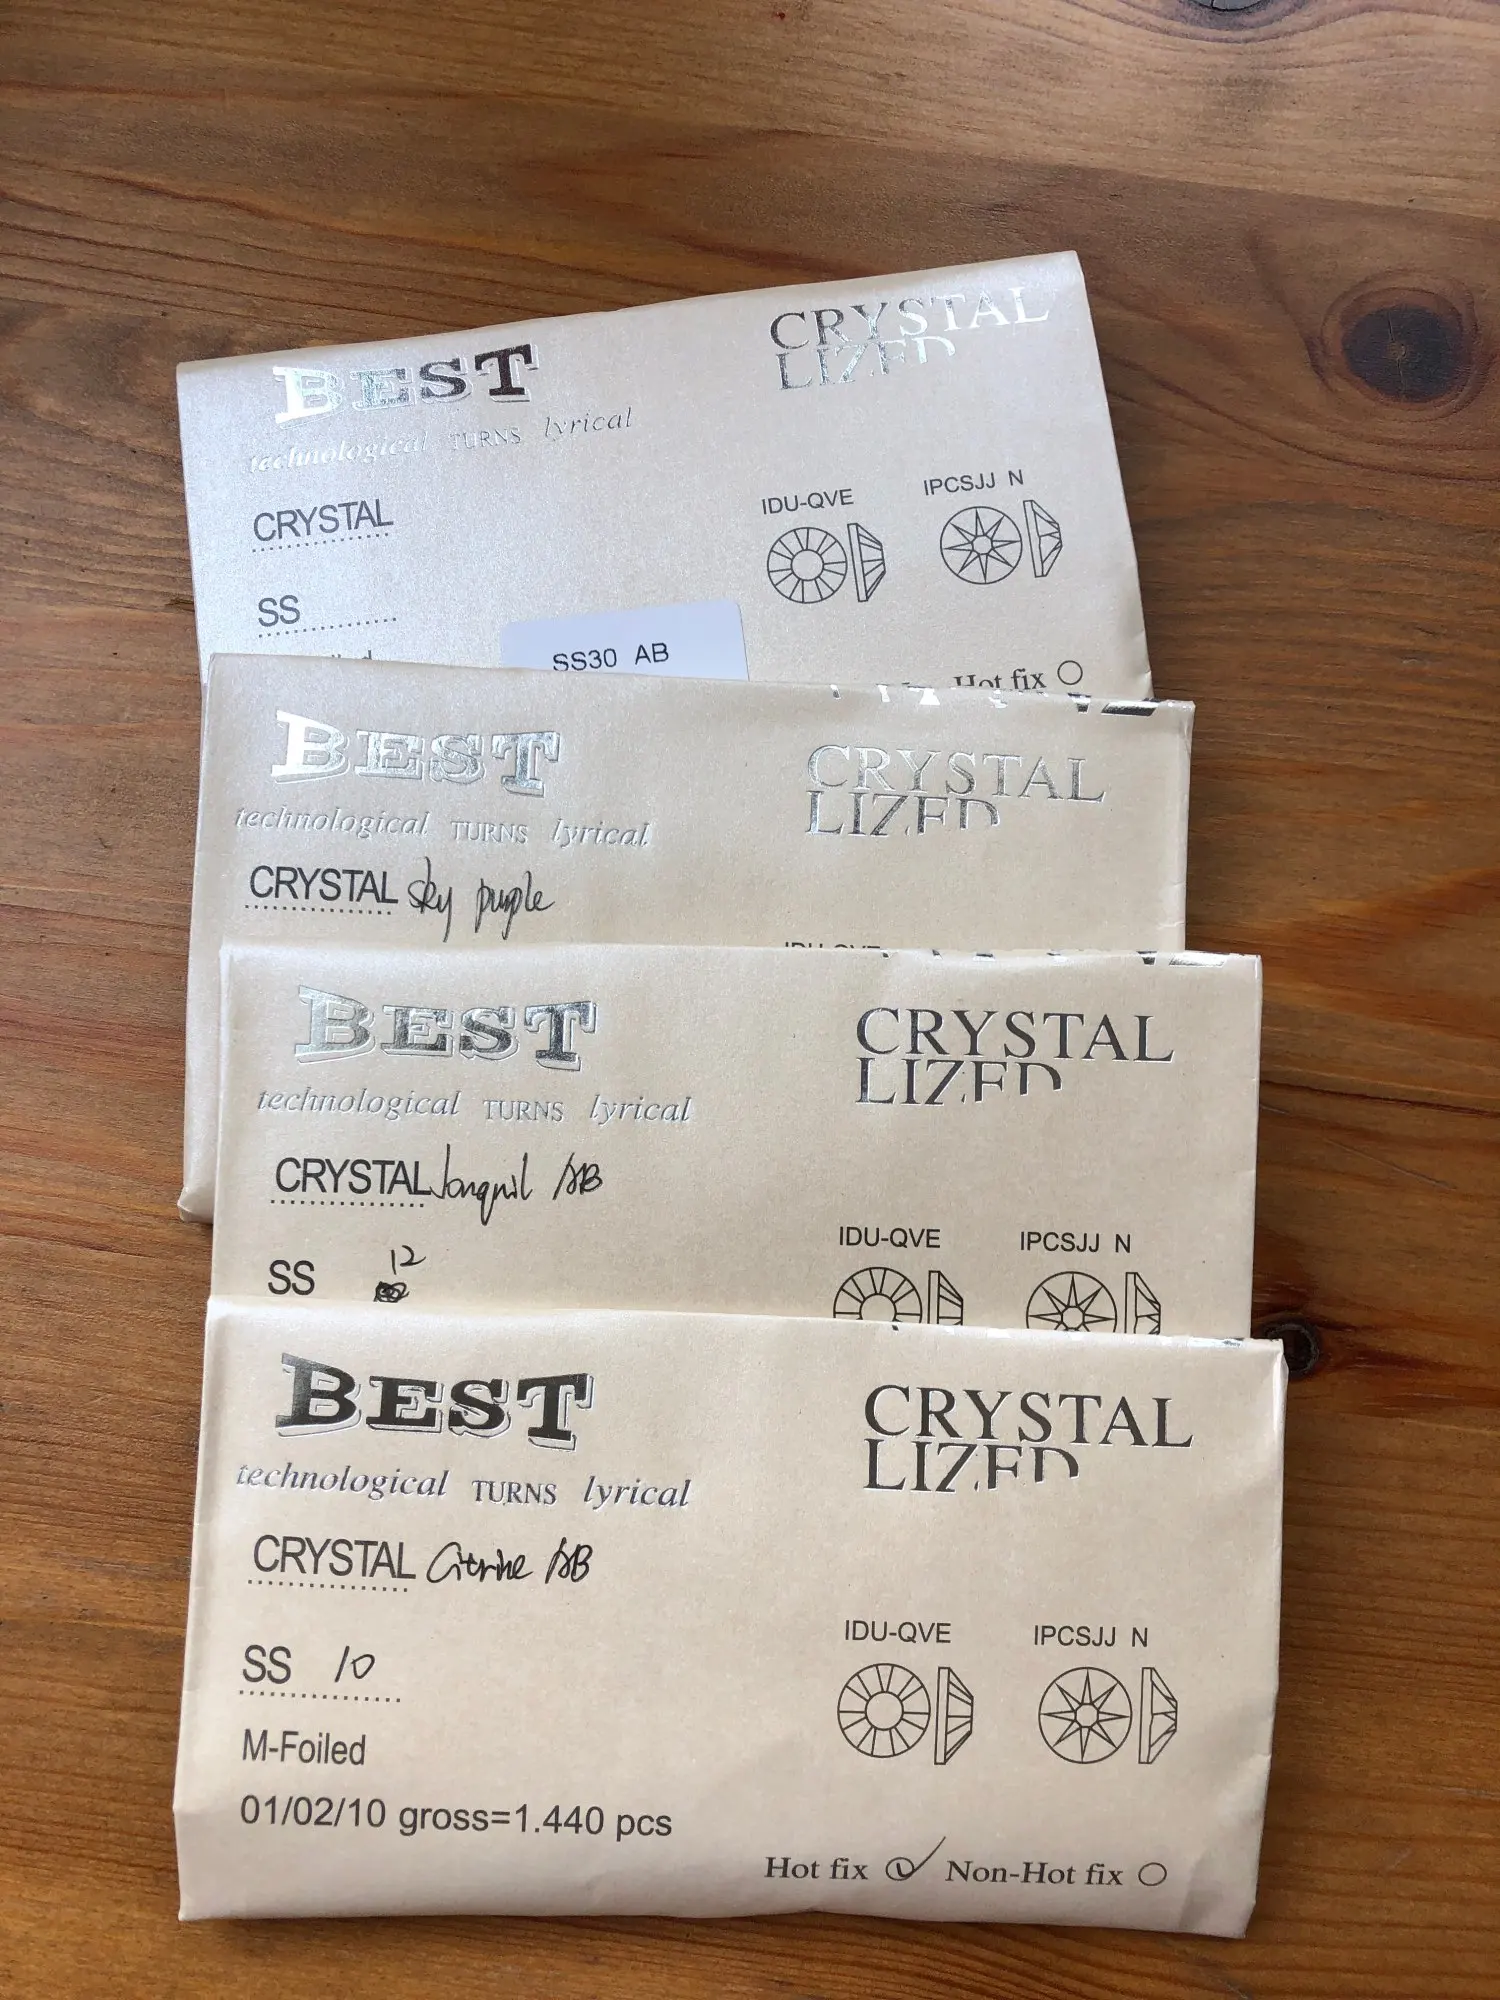 BEST
technological TURNS lyrical
CRYSTAL
LIZED
CRYSTAL
IDU-QVE IPCSJJ N
SS
SS30 AB
Hot fix
BEST
technological TURNS lyrical
CRYSTAL
LIZED
CRYSTAL sky purple
IDU-QVE
BEST
technological TURNS lyrical
CRYSTAL
LIZED
CRYSTAL Jonquil AB
IDU-QVE IPCSJJ N
SS 12
BEST
technological TURNS lyrical
CRYSTAL
LIZED
CRYSTAL Citrine AB
IDU-QVE IPCSJJ N
SS 10
M-Foiled
01/02/10 gross=1.440 pcs
Hot fix Non-Hot fix